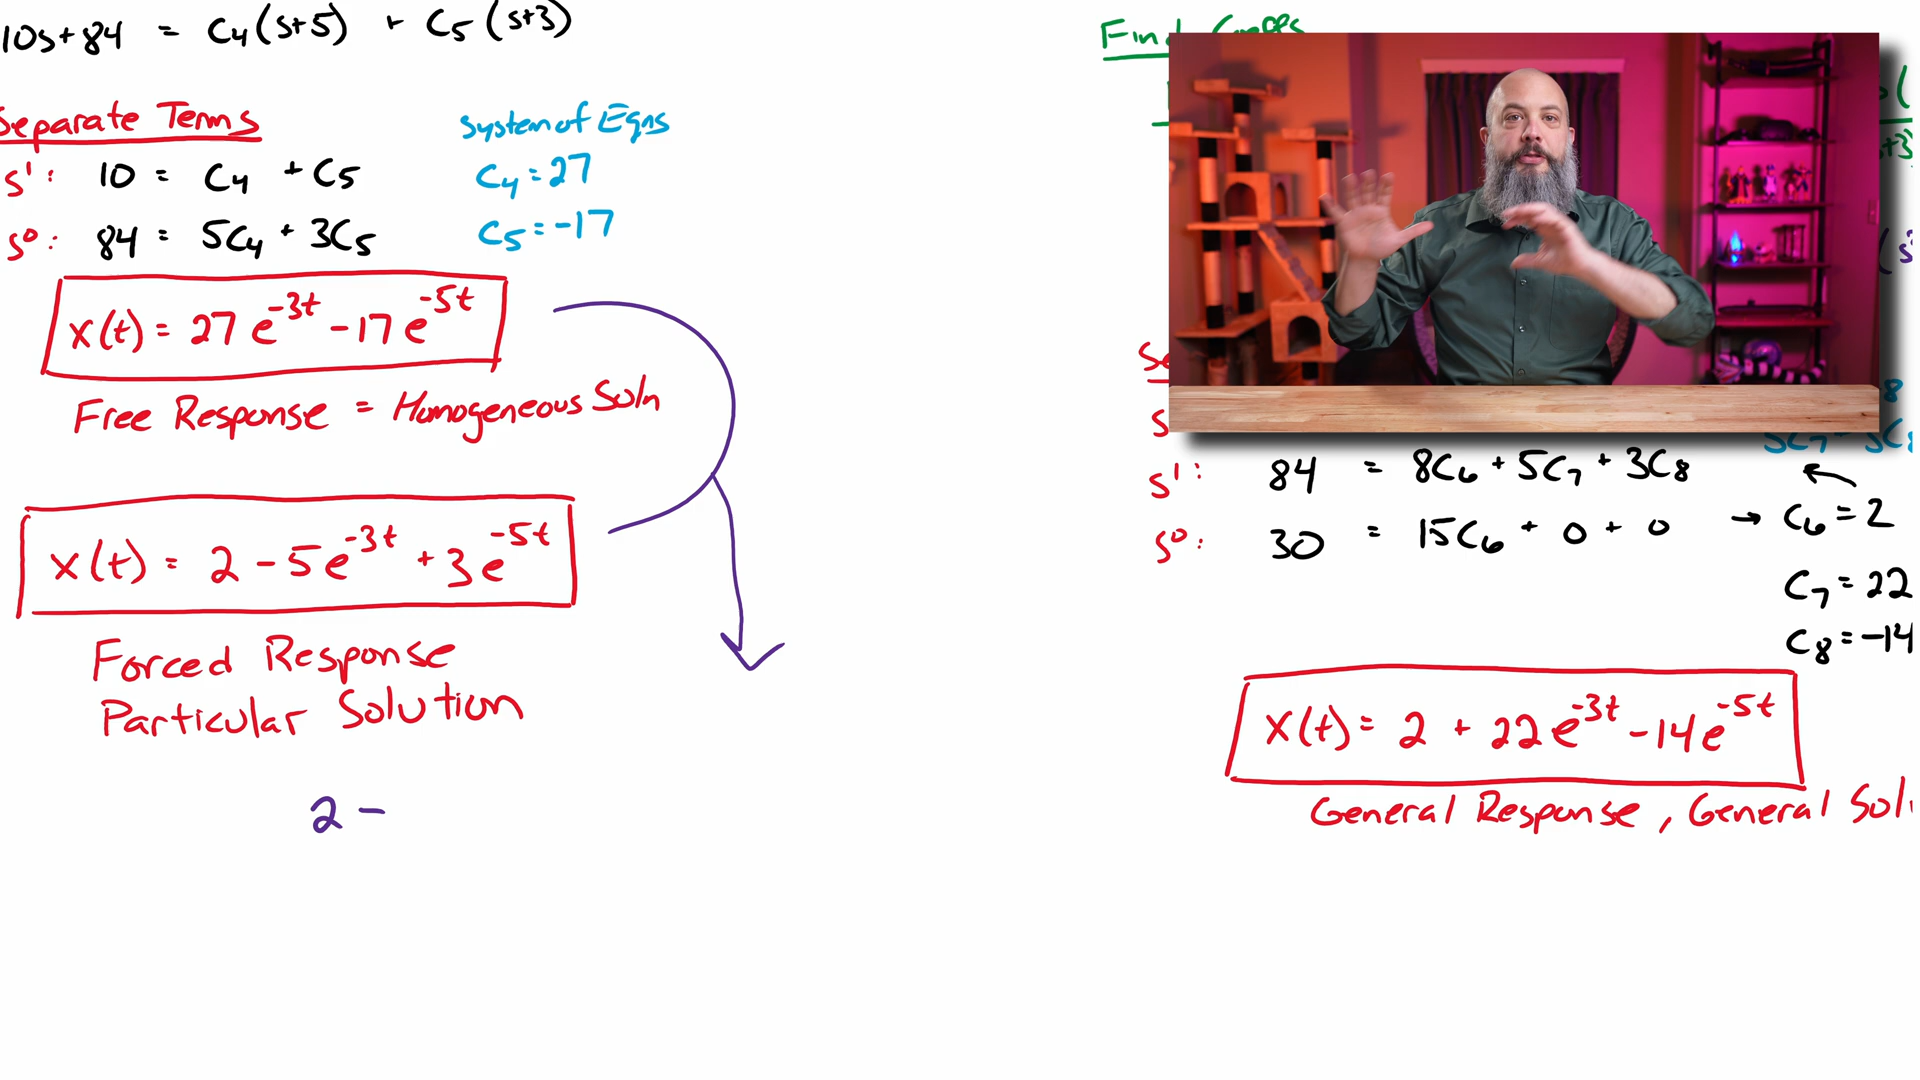 10s+84 = C₄(s+5) + C₅(s+3)
Separate Terms
s¹: 10 = C₄ + C₅
s⁰: 84 = 5C₄ + 3C₅
System of Eqns
C₄ = 27
C₅ = -17
x(t) = 27e^-3t - 17e^-5t
Free Response = Homogeneous Soln
x(t) = 2 - 5e^-3t + 3e^-5t
Forced Response
Particular Solution
2 -
Find Coeffs
s¹: 84 = 8C₆ + 5C₇ + 3C₈
s⁰: 30 = 15C₆ + 0 + 0 → C₆ = 2
C₇ = 22
C₈ = -14
x(t) = 2 + 22e^-3t - 14e^-5t
General Response, General Sol